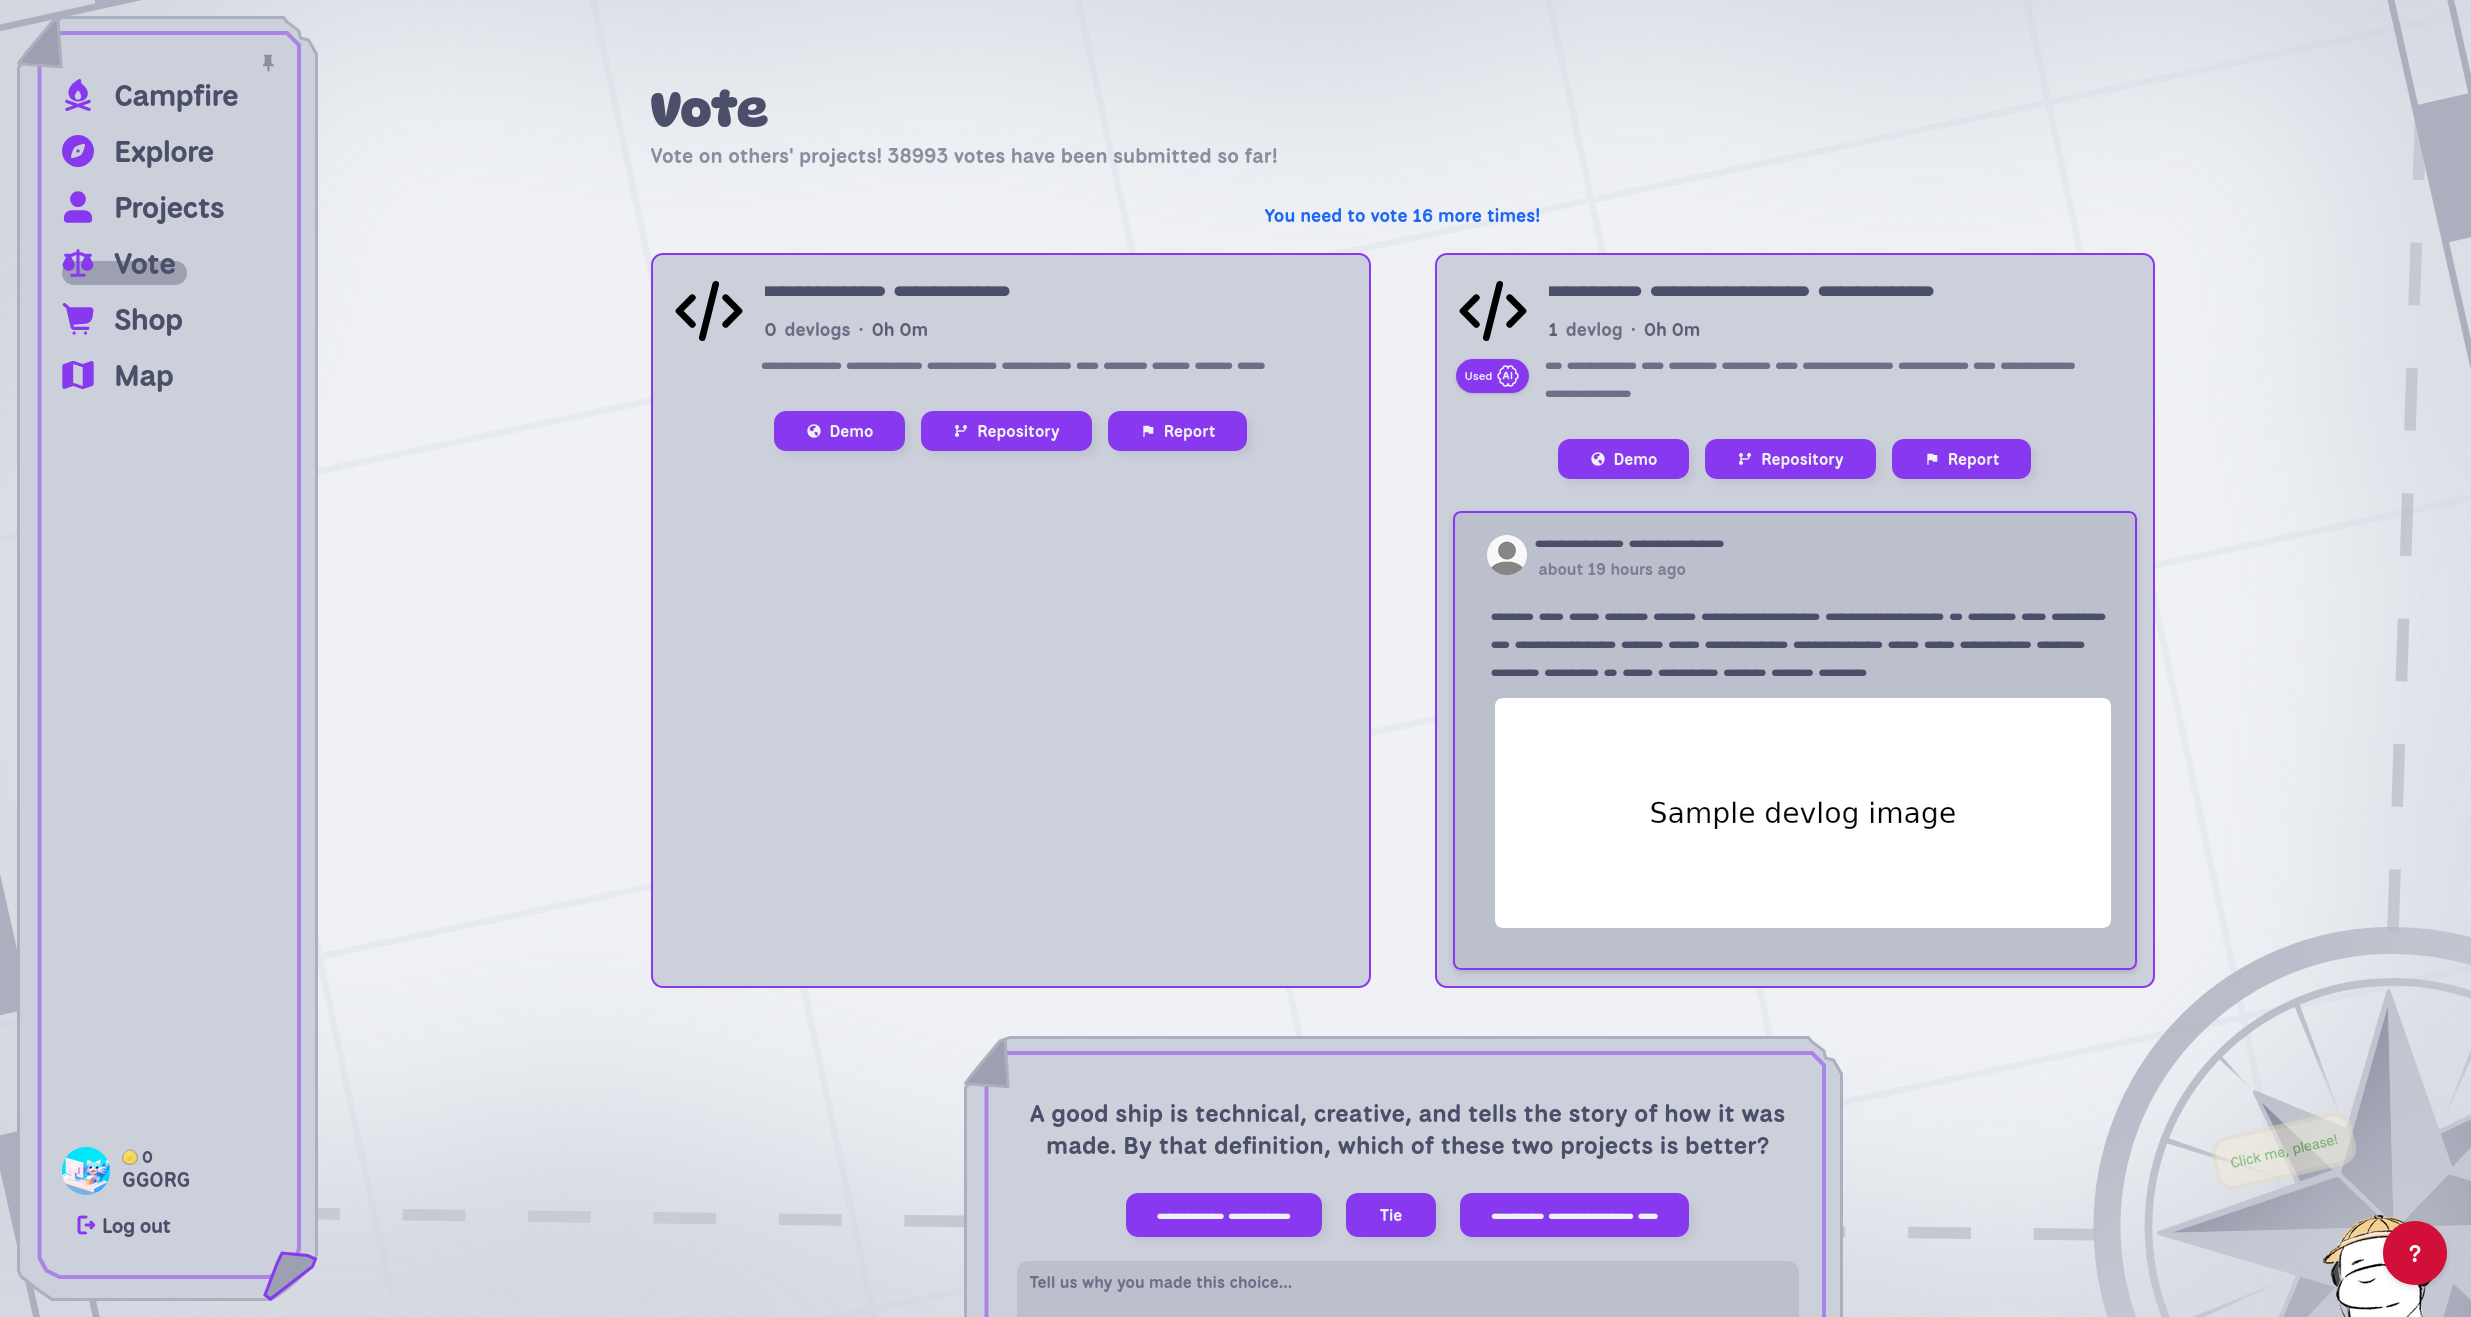 Campfire
Explore
Projects
Vote
Shop
Map
0
GGORG
Log out
Vote
Vote on others' projects! 38993 votes have been submitted so far!
You need to vote 16 more times!
0 devlogs · 0h 0m
Demo
Repository
Report
1 devlog · 0h 0m
Used AI
Demo
Repository
Report
about 19 hours ago
Sample devlog image
A good ship is technical, creative, and tells the story of how it was
made. By that definition, which of these two projects is better?
Tie
Tell us why you made this choice...
Click me, please!
?